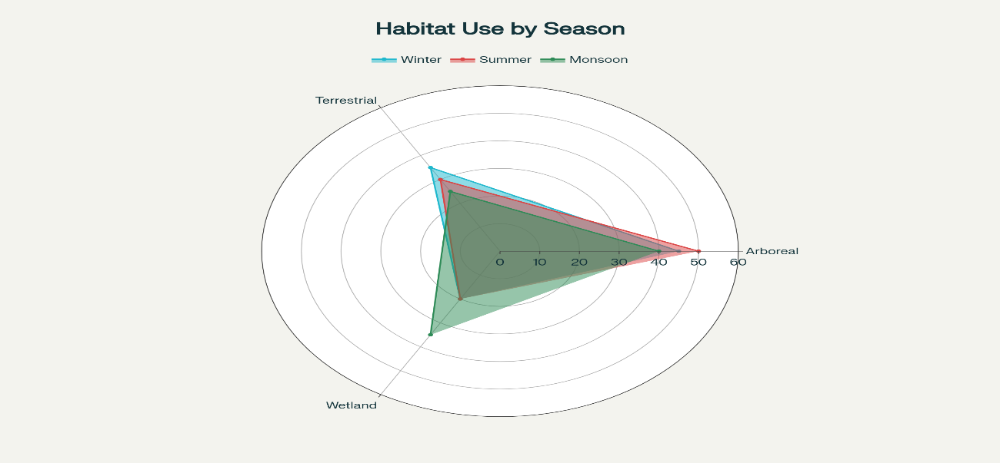 Habitat Use by Season
Winter Summer Monsoon
Terrestrial
Arboreal
0 10 20 30 40 50 60
Wetland